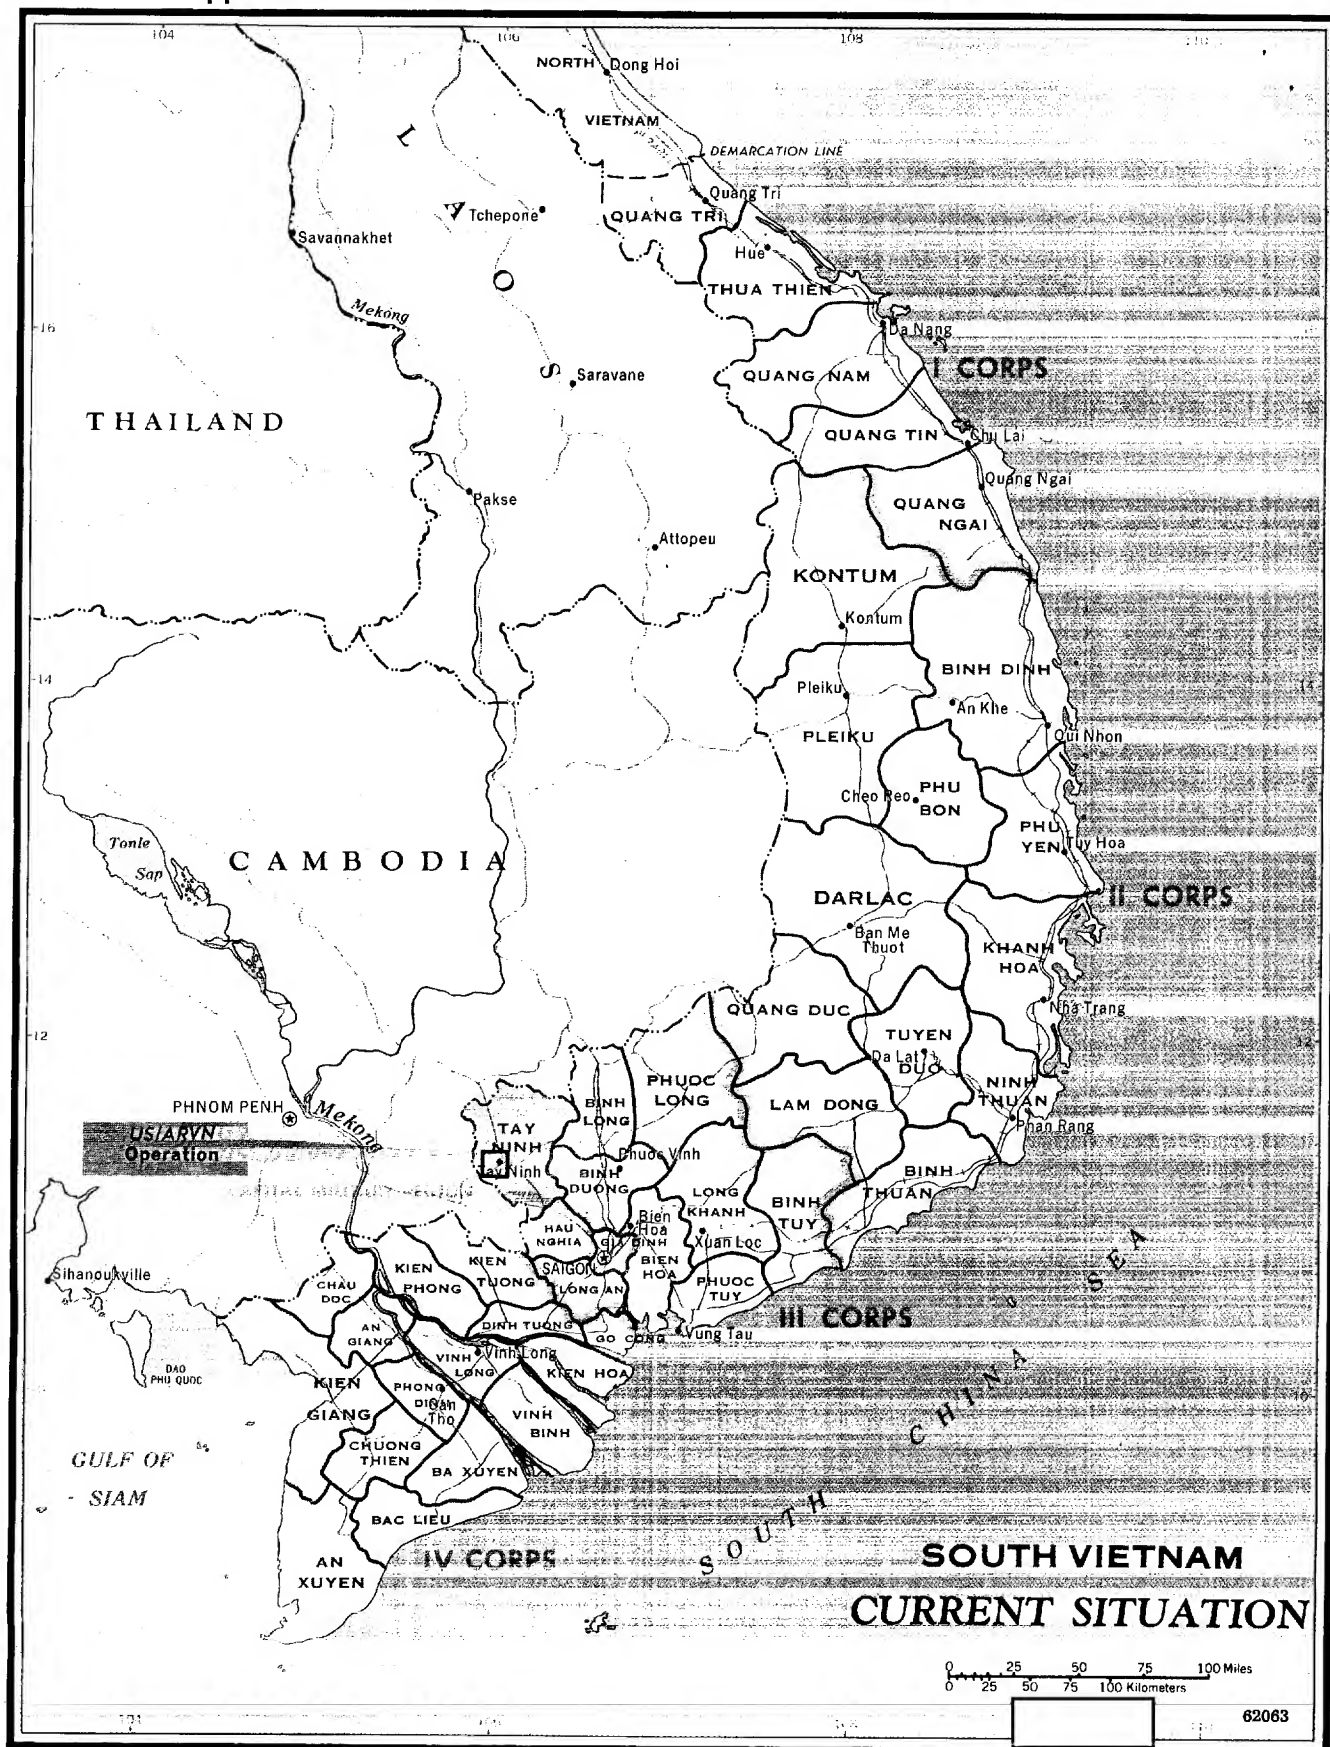 104
106
108
110
NORTH
Dong Hoi
VIETNAM
DEMARCATION LINE
LAOS
Tchepone
Quang Tri
QUANG TRI
Savannakhet
Hue
THUA THIEN
Mekong
16
Da Nang
Saravane
QUANG NAM
I CORPS
THAILAND
QUANG TIN
Chu Lai
Pakse
Quang Ngai
QUANG
NGAI
Attopeu
KONTUM
Kontum
BINH DINH
14
14
Pleiku
An Khe
PLEIKU
Qui Nhon
Cheo Reo
PHU
BON
PHU
YEN
Tuy Hoa
Tonle
Sap
CAMBODIA
DARLAC
II CORPS
Ban Me
Thuot
KHANH
HOA
QUANG DUC
Nha Trang
12
12
TUYEN
DUC
Da Lat
PHUOC
LONG
NINH
THUAN
PHNOM PENH
Mekong
BINH
LONG
LAM DONG
Phan Rang
US/ARVN
Operation
TAY
NINH
Tay Ninh
Phuoc Vinh
BINH
DUONG
BINH
THUAN
LONG
KHANH
BINH
TUY
HAU
NGHIA
Bien
Hoa
GIA DINH
Xuan Loc
BIEN
HOA
SAIGON
LONG AN
PHUOC
TUY
Sihanoukville
CHAU
DOC
KIEN
PHONG
KIEN
TUONG
SEA
III CORPS
AN
GIANG
DINH TUONG
GO CONG
Vung Tau
VINH
LONG
Vinh Long
KIEN HOA
DAO
PHU QUOC
KIEN
GIANG
PHONG
DINH
Can
Tho
VINH
BINH
10
CHINA
CHUONG
THIEN
BA XUYEN
GULF OF
SIAM
BAC LIEU
SOUTH
AN
XUYEN
IV CORPS
SOUTH VIETNAM
CURRENT SITUATION
0 25 50 75 100 Miles
0 25 50 75 100 Kilometers
62063